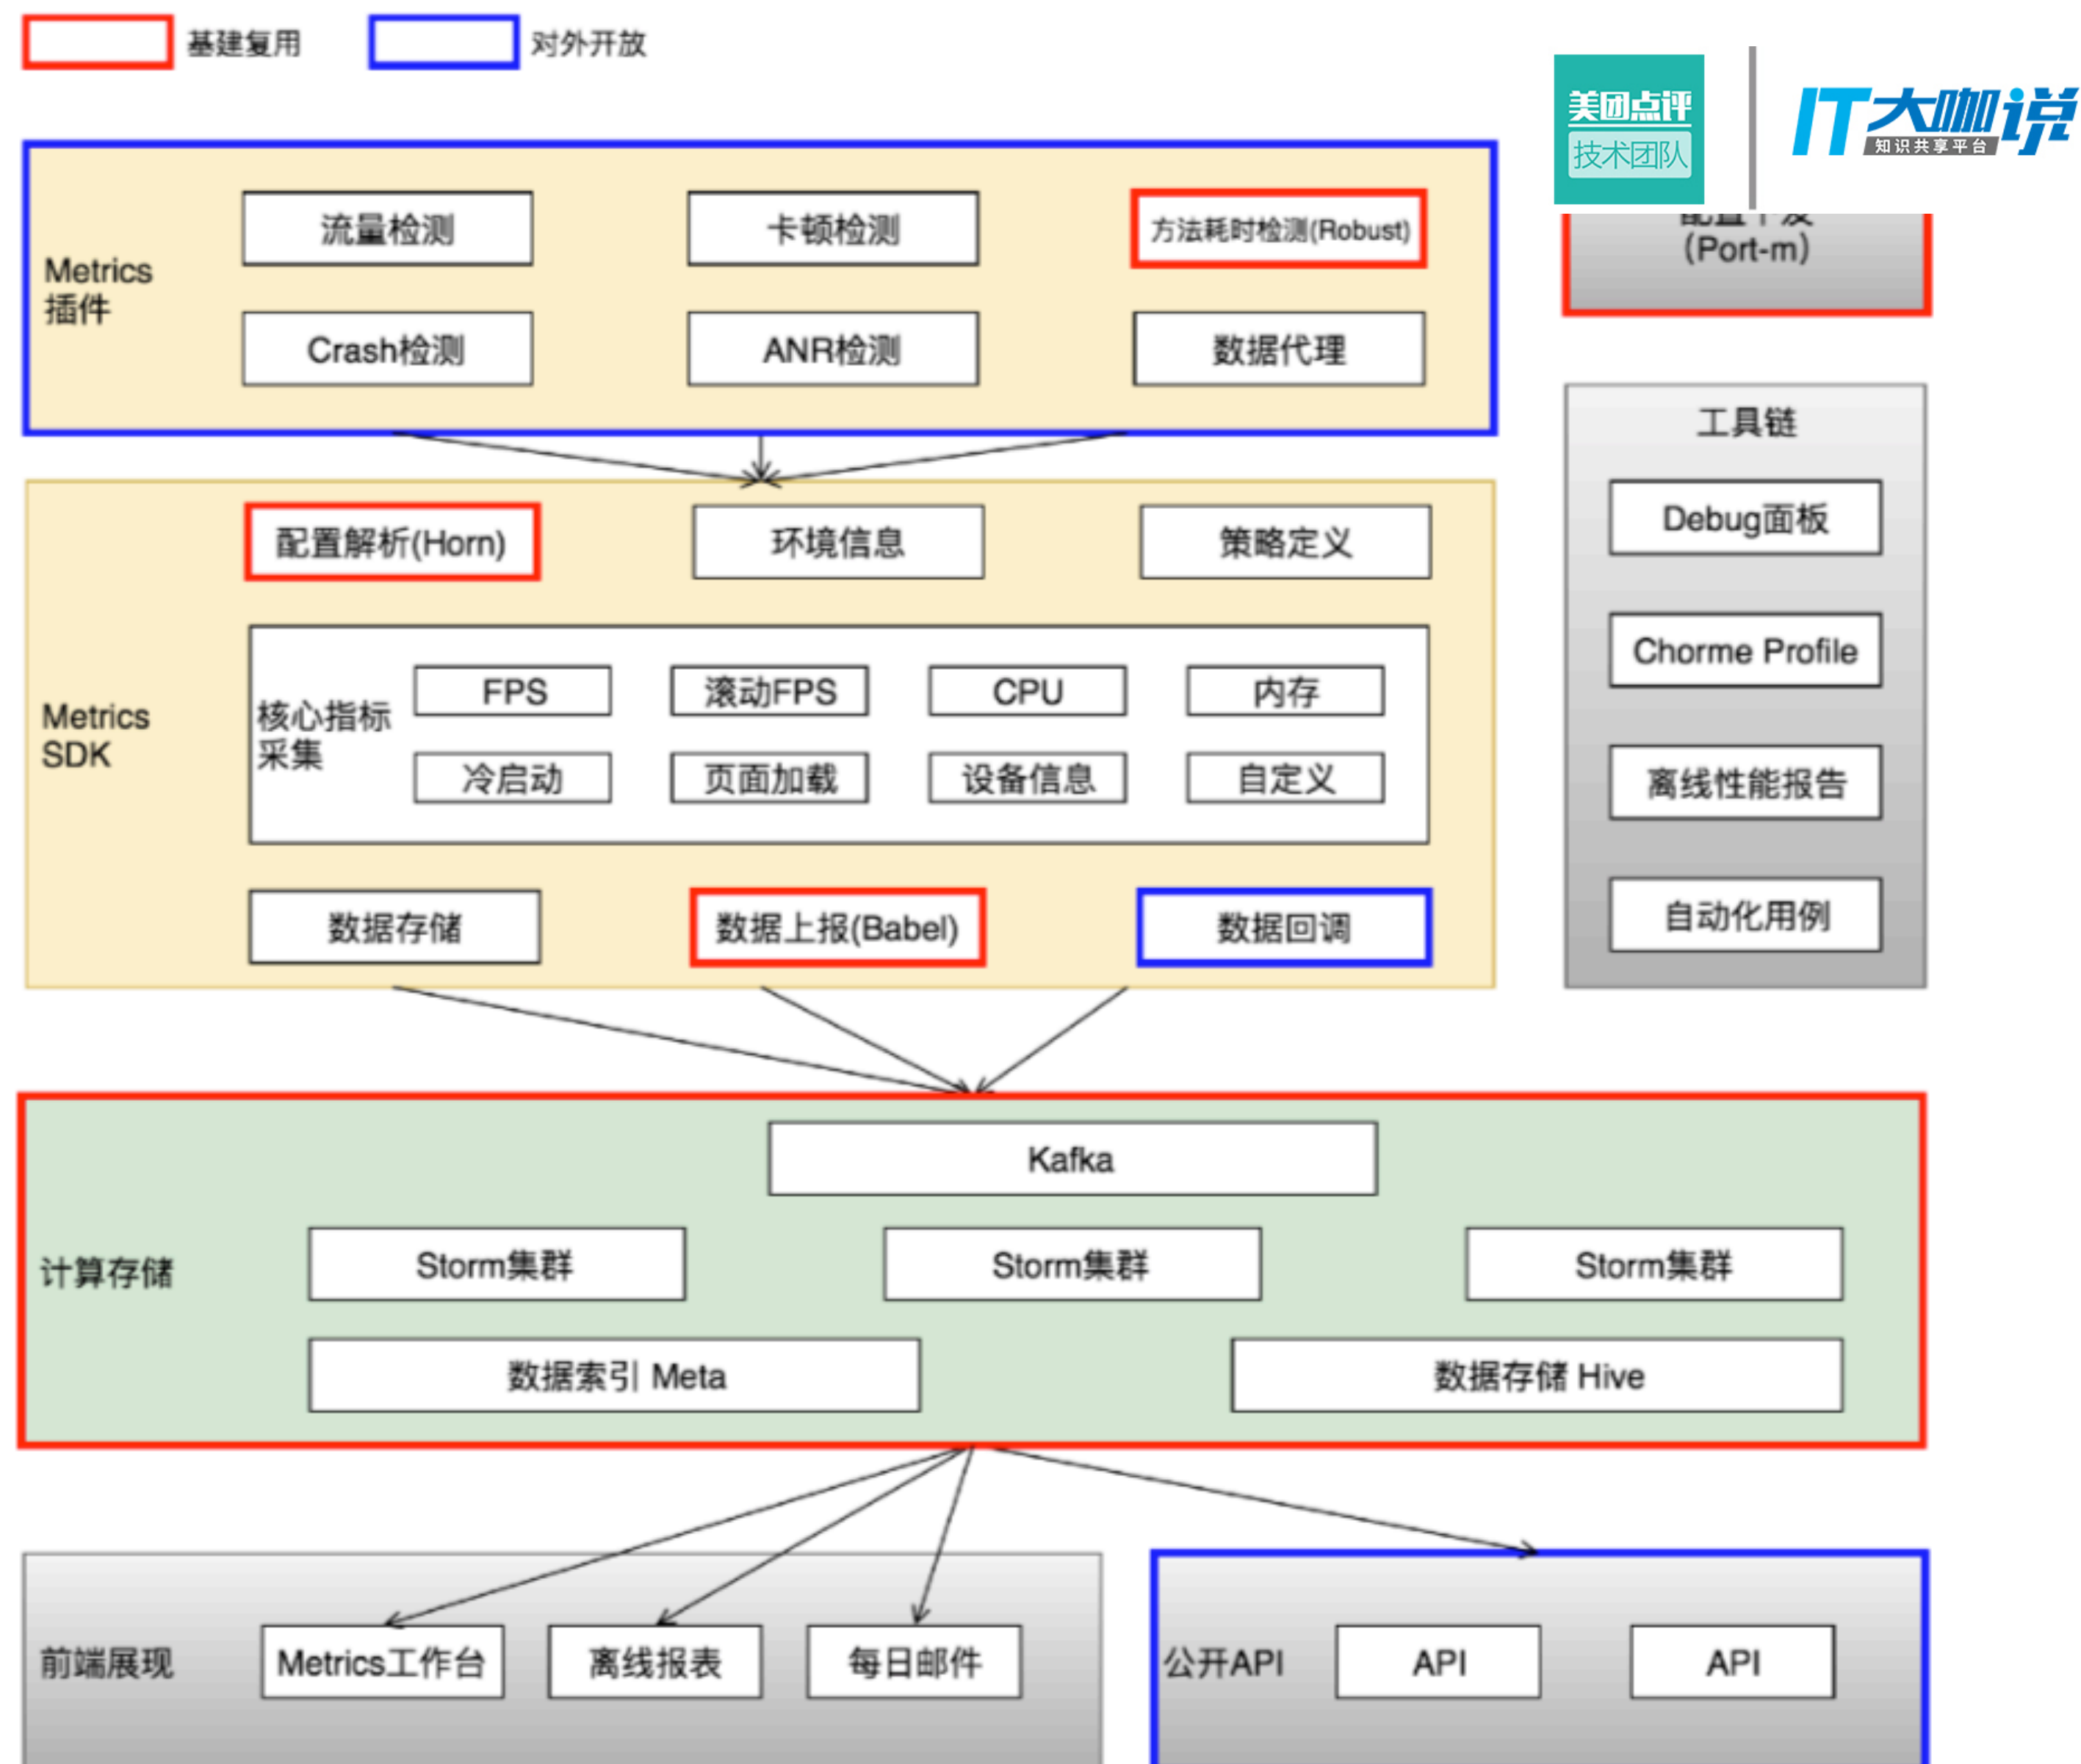 基建复用
对外开放
美团点评
技术团队
IT大咖说
知识共享平台
Metrics
插件
流量检测
卡顿检测
方法耗时检测(Robust)
Crash检测
ANR检测
数据代理
(Port-m)
工具链
Debug面板
Chorme Profile
离线性能报告
自动化用例
Metrics
SDK
配置解析(Horn)
环境信息
策略定义
核心指标
采集
FPS
滚动FPS
CPU
内存
冷启动
页面加载
设备信息
自定义
数据存储
数据上报(Babel)
数据回调
计算存储
Kafka
Storm集群
Storm集群
Storm集群
数据索引 Meta
数据存储 Hive
前端展现
Metrics工作台
离线报表
每日邮件
公开API
API
API